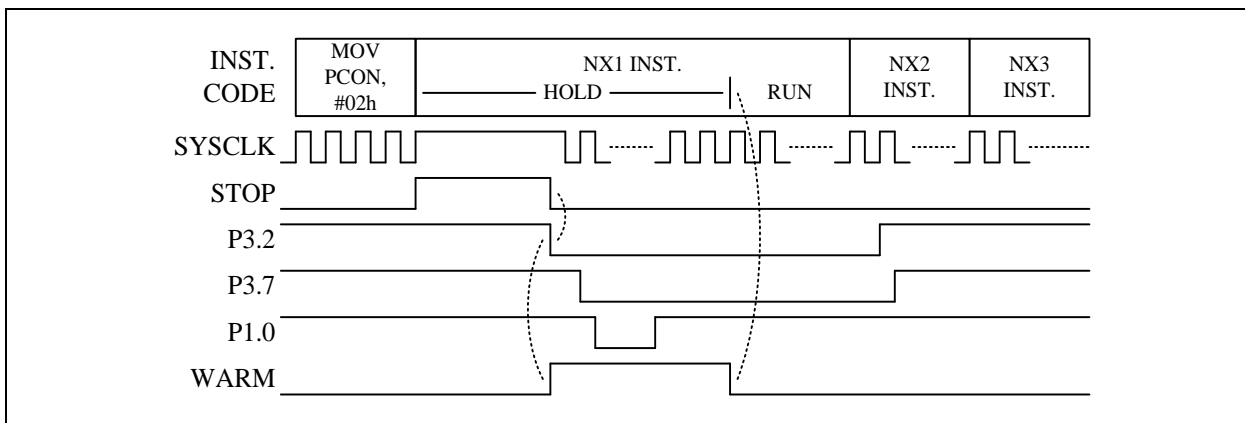 INST. CODE
MOV PCON, #02h
NX1 INST.
HOLD
RUN
NX2 INST.
NX3 INST.
SYSCLK
STOP
P3.2
P3.7
P1.0
WARM